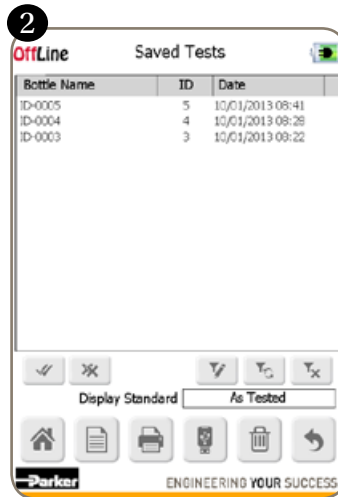 2
OffLine Saved Tests
Bottle Name ID Date
ID-0005 5 10/01/2013 08:41
ID-0004 4 10/01/2013 08:28
ID-0003 3 10/01/2013 08:22
Display Standard As Tested
Parker ENGINEERING YOUR SUCCESS